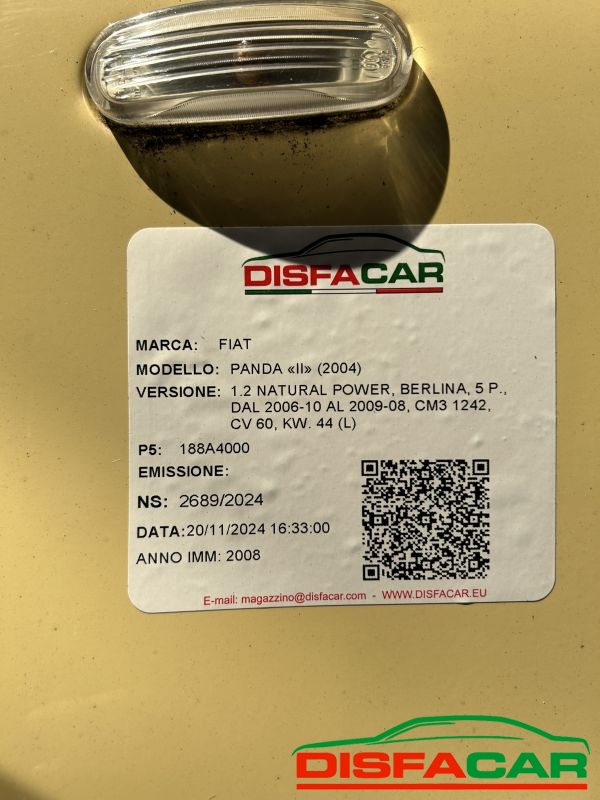 DISFACAR
MARCA: FIAT
MODELLO: PANDA «II» (2004)
VERSIONE: 1.2 NATURAL POWER, BERLINA, 5 P.,
DAL 2006-10 AL 2009-08, CM3 1242,
CV 60, KW. 44 (L)
P5: 188A4000
EMISSIONE:
NS: 2689/2024
DATA:20/11/2024 16:33:00
ANNO IMM: 2008
E-mail: magazzino@disfacar.com - WWW.DISFACAR.EU
DISFACAR